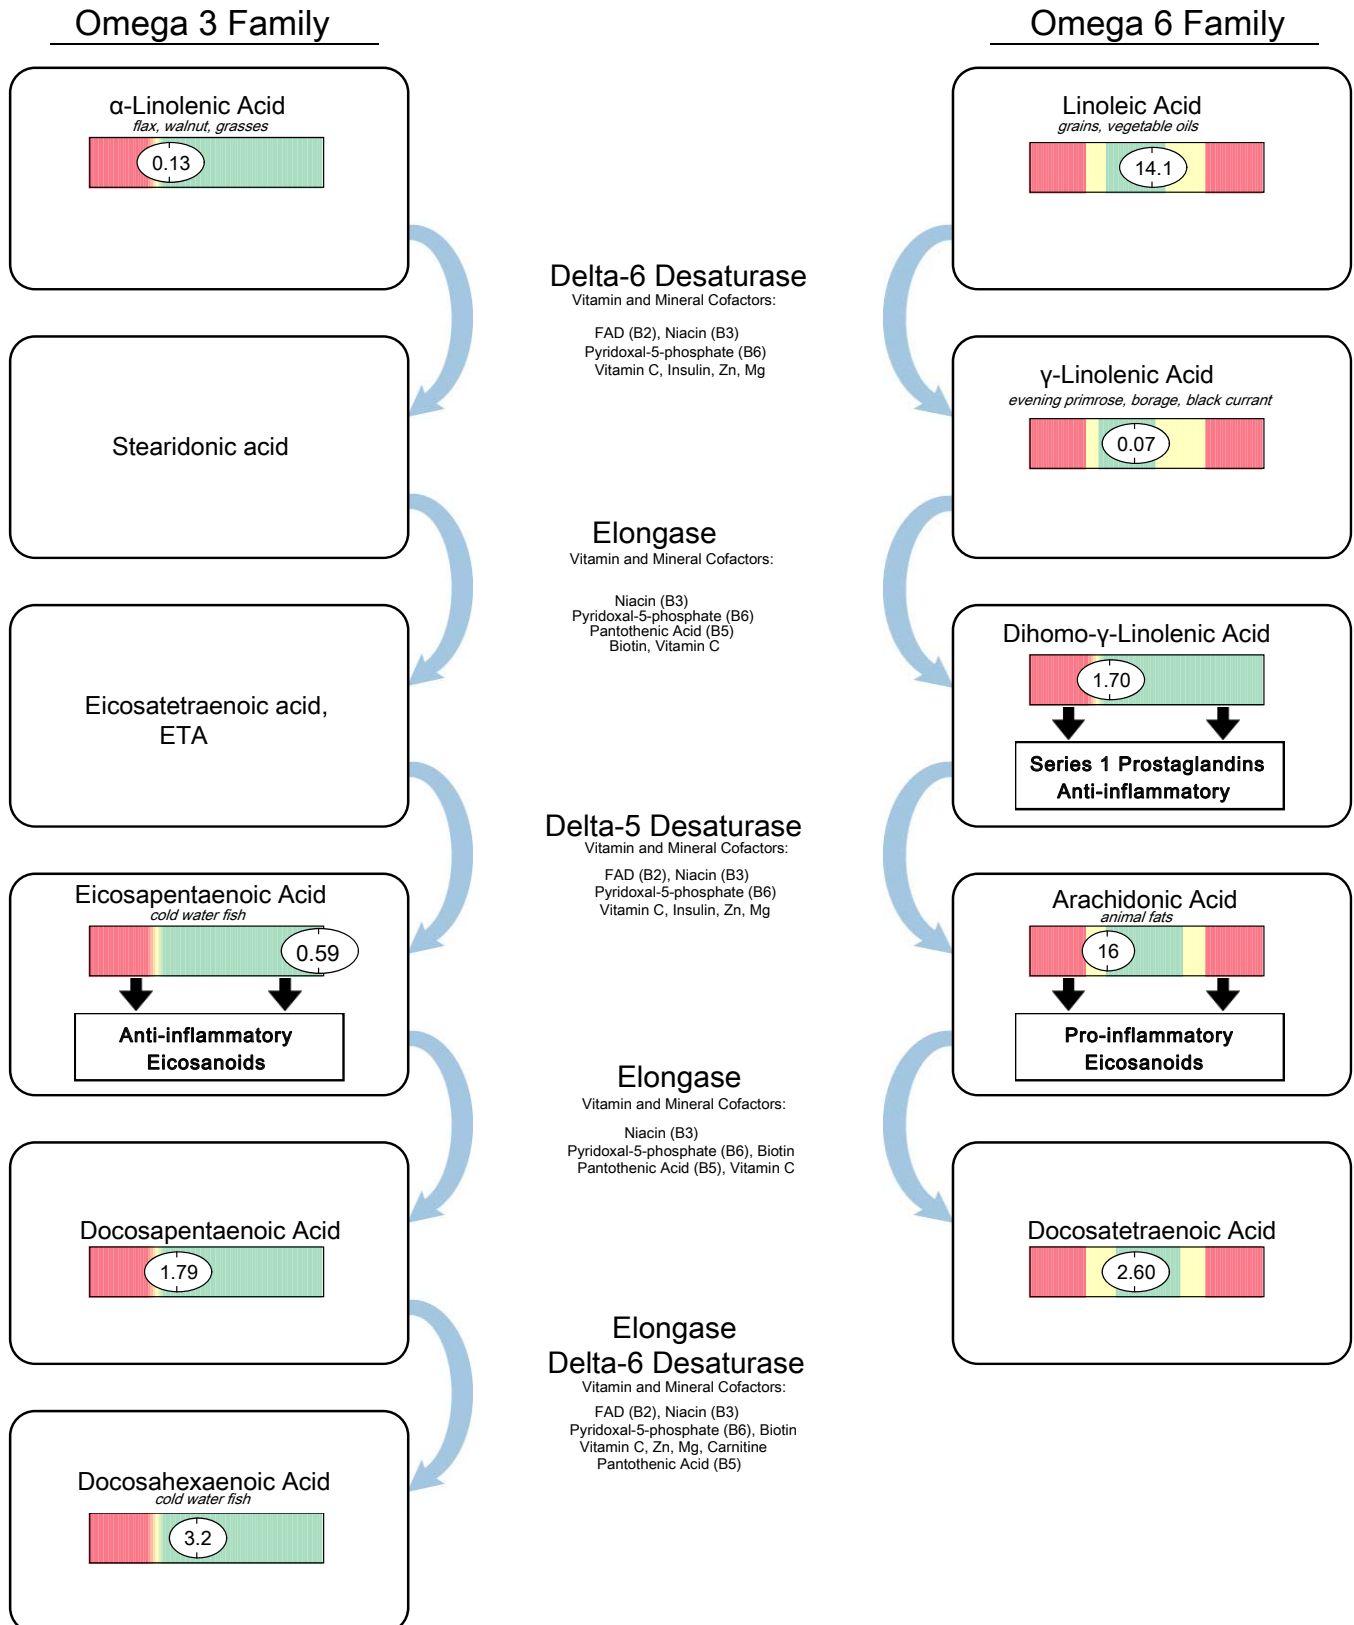 Omega 3 Family
α-Linolenic Acid
flax, walnut, grasses
0.13
Stearidonic acid
Eicosatetraenoic acid,
ETA
Eicosapentaenoic Acid
cold water fish
0.59
Anti-inflammatory
Eicosanoids
Docosapentaenoic Acid
1.79
Docosahexaenoic Acid
cold water fish
3.2
Delta-6 Desaturase
Vitamin and Mineral Cofactors:
FAD (B2), Niacin (B3)
Pyridoxal-5-phosphate (B6)
Vitamin C, Insulin, Zn, Mg
Elongase
Vitamin and Mineral Cofactors:
Niacin (B3)
Pyridoxal-5-phosphate (B6)
Pantothenic Acid (B5)
Biotin, Vitamin C
Delta-5 Desaturase
Vitamin and Mineral Cofactors:
FAD (B2), Niacin (B3)
Pyridoxal-5-phosphate (B6)
Vitamin C, Insulin, Zn, Mg
Elongase
Vitamin and Mineral Cofactors:
Niacin (B3)
Pyridoxal-5-phosphate (B6), Biotin
Pantothenic Acid (B5), Vitamin C
Elongase
Delta-6 Desaturase
Vitamin and Mineral Cofactors:
FAD (B2), Niacin (B3)
Pyridoxal-5-phosphate (B6), Biotin
Vitamin C, Zn, Mg, Carnitine
Pantothenic Acid (B5)
Omega 6 Family
Linoleic Acid
grains, vegetable oils
14.1
γ-Linolenic Acid
evening primrose, borage, black currant
0.07
Dihomo-γ-Linolenic Acid
1.70
Series 1 Prostaglandins
Anti-inflammatory
Arachidonic Acid
animal fats
16
Pro-inflammatory
Eicosanoids
Docosatetraenoic Acid
2.60